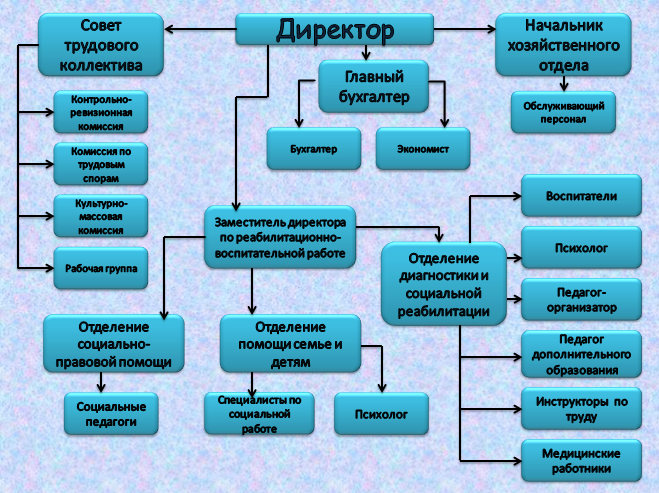 Директор
Совет
трудового
коллектива
Начальник
хозяйственного
отдела
Главный
бухгалтер
Контрольно-
ревизионная
комиссия
Обслуживающий
персонал
Бухгалтер
Экономист
Комиссия по
трудовым
спорам
Культурно-
массовая
комиссия
Рабочая группа
Заместитель директора
по реабилитационно-
воспитательной работе
Воспитатели
Отделение
диагностики и
социальной
реабилитации
Психолог
Педагог-
организатор
Отделение
социально-
правовой помощи
Отделение
помощи семье и
детям
Педагог
дополнительного
образования
Социальные
педагоги
Специалисты по
социальной
работе
Психолог
Инструкторы по
труду
Медицинские
работники